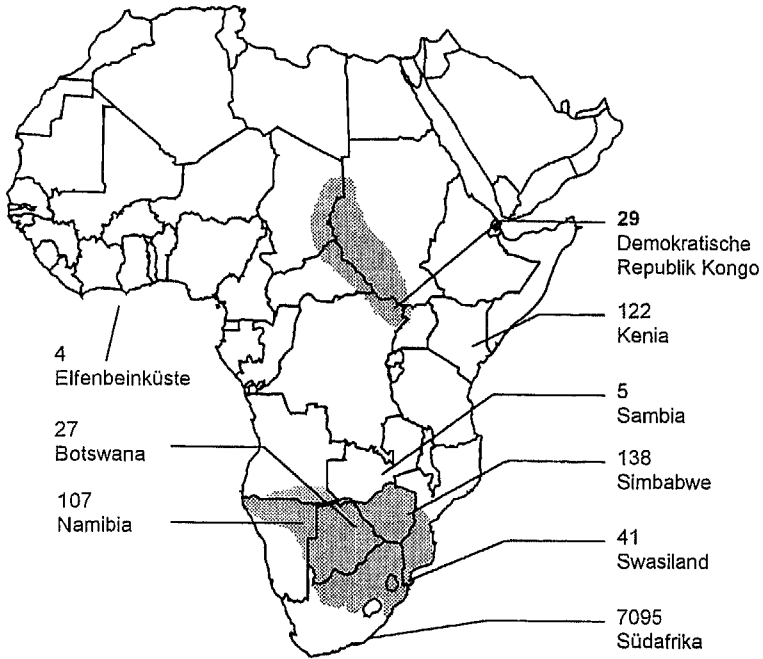 29
Demokratische
Republik Kongo
122
Kenia
4
Elfenbeinküste
5
Sambia
27
Botswana
138
Simbabwe
107
Namibia
41
Swasiland
7095
Südafrika